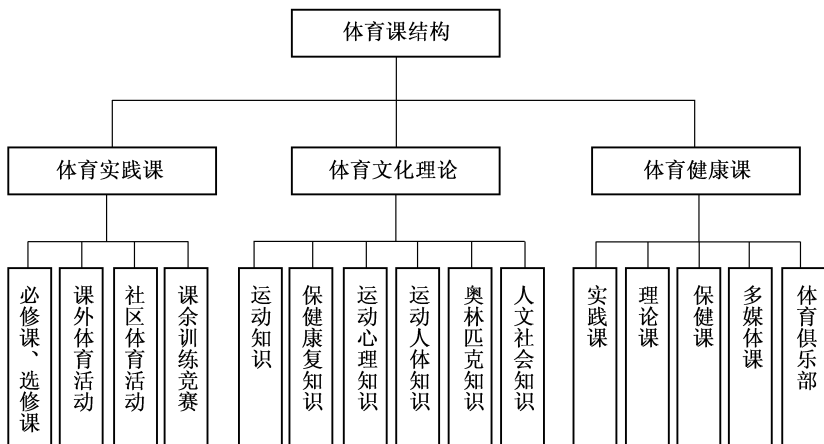 体育课结构
体育实践课
体育文化理论
体育健康课
必修课、选修课
课外体育活动
社区体育活动
课余训练竞赛
运动知识
保健康复知识
运动心理知识
运动人体知识
奥林匹克知识
人文社会知识
实践课
理论课
保健课
多媒体课
体育俱乐部